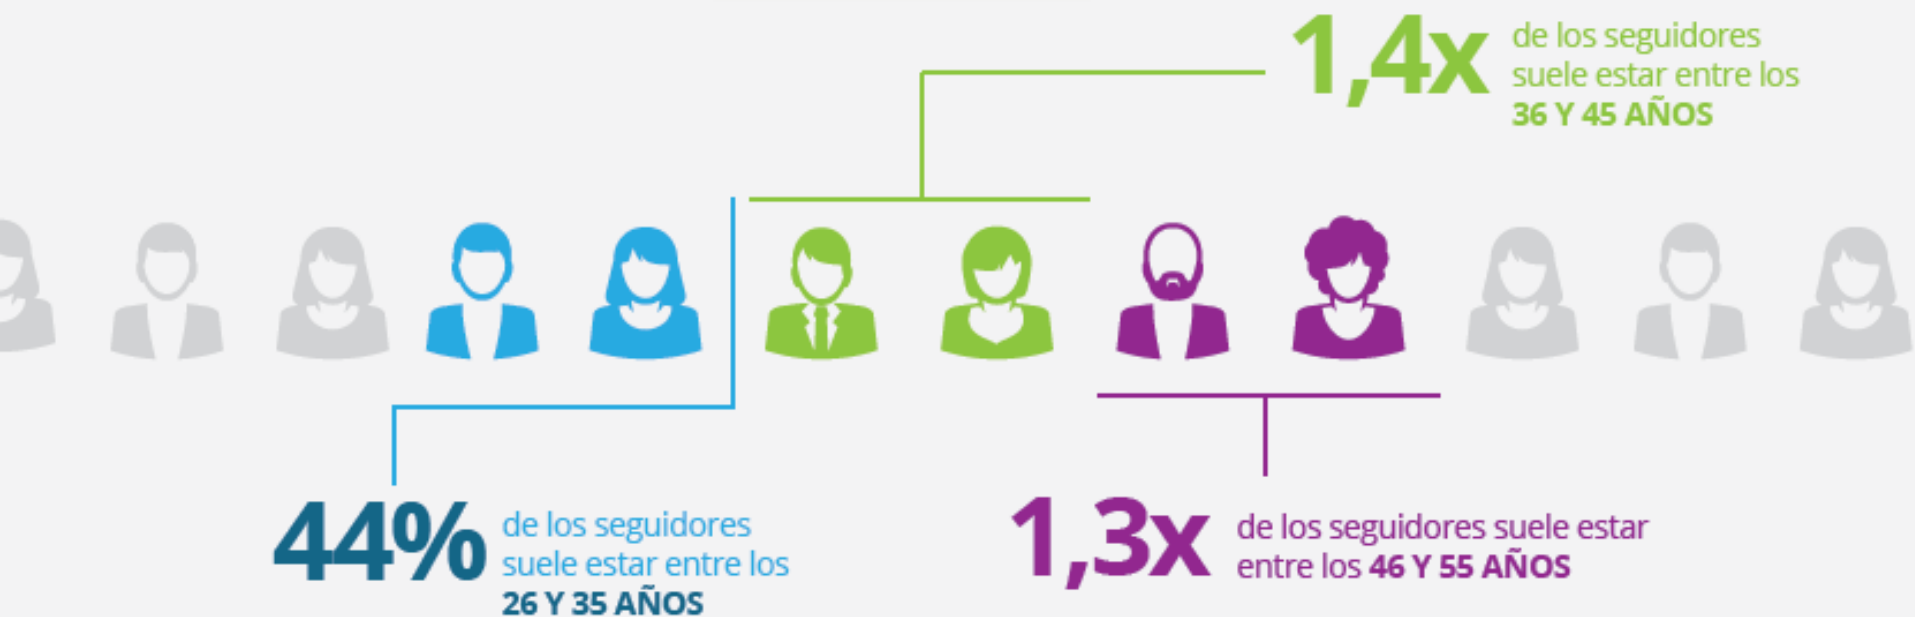 1,4x
de los seguidores
suele estar entre los
36 Y 45 AÑOS
44%
de los seguidores
suele estar entre los
26 Y 35 AÑOS
1,3x
de los seguidores suele estar
entre los 46 Y 55 AÑOS